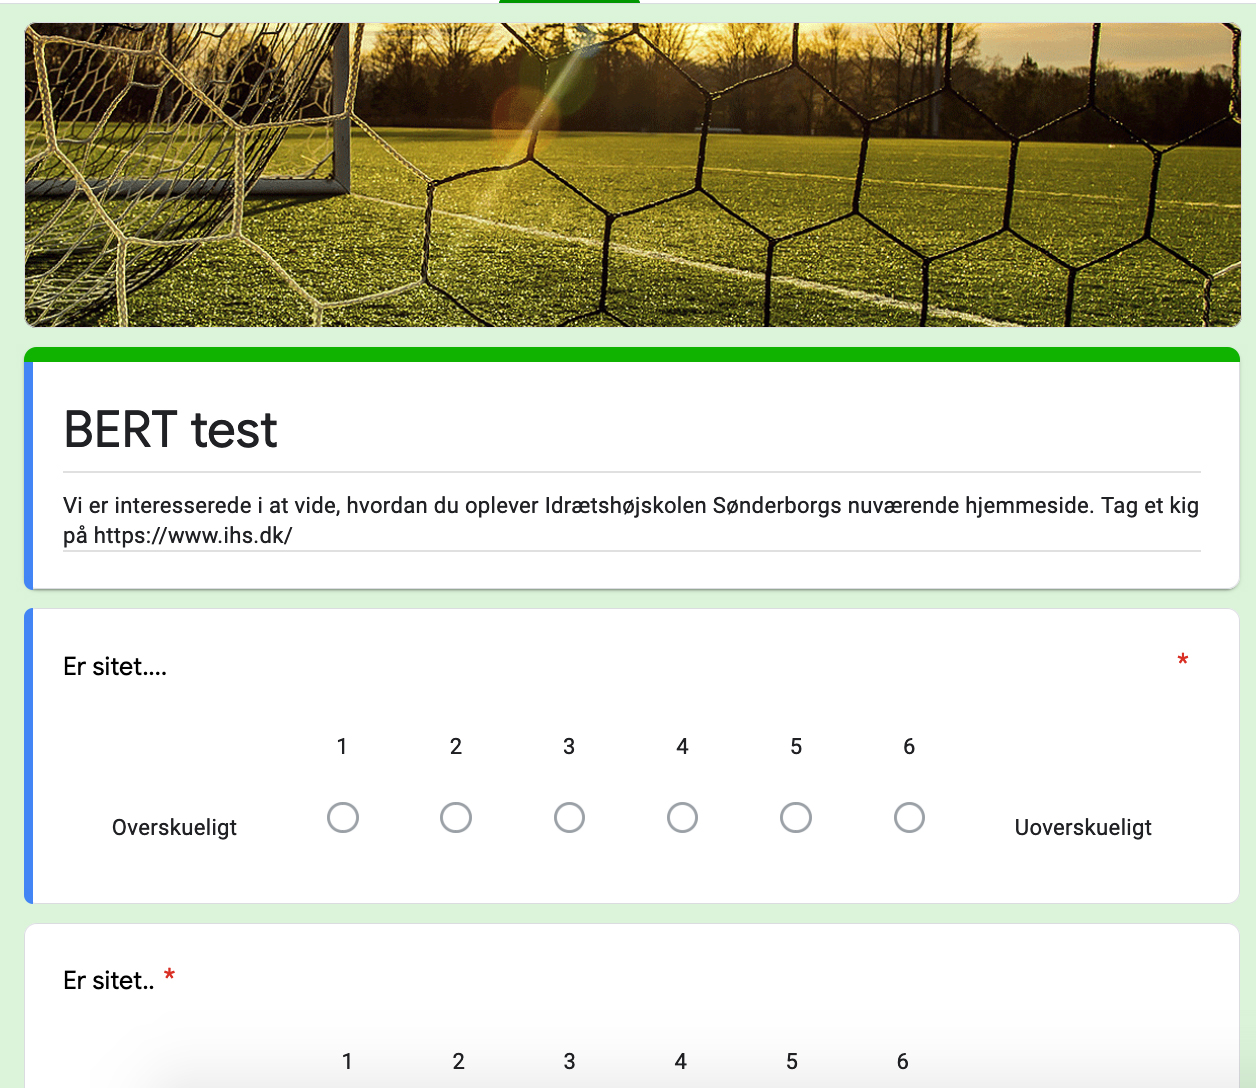 BERT test
Vi er interesserede i at vide, hvordan du oplever Idrætshøjskolen Sønderborgs nuværende hjemmeside. Tag et kig
på https://www.ihs.dk/
Er sitet.... *
1 2 3 4 5 6
Overskueligt Uoverskueligt
Er sitet.. *
1 2 3 4 5 6